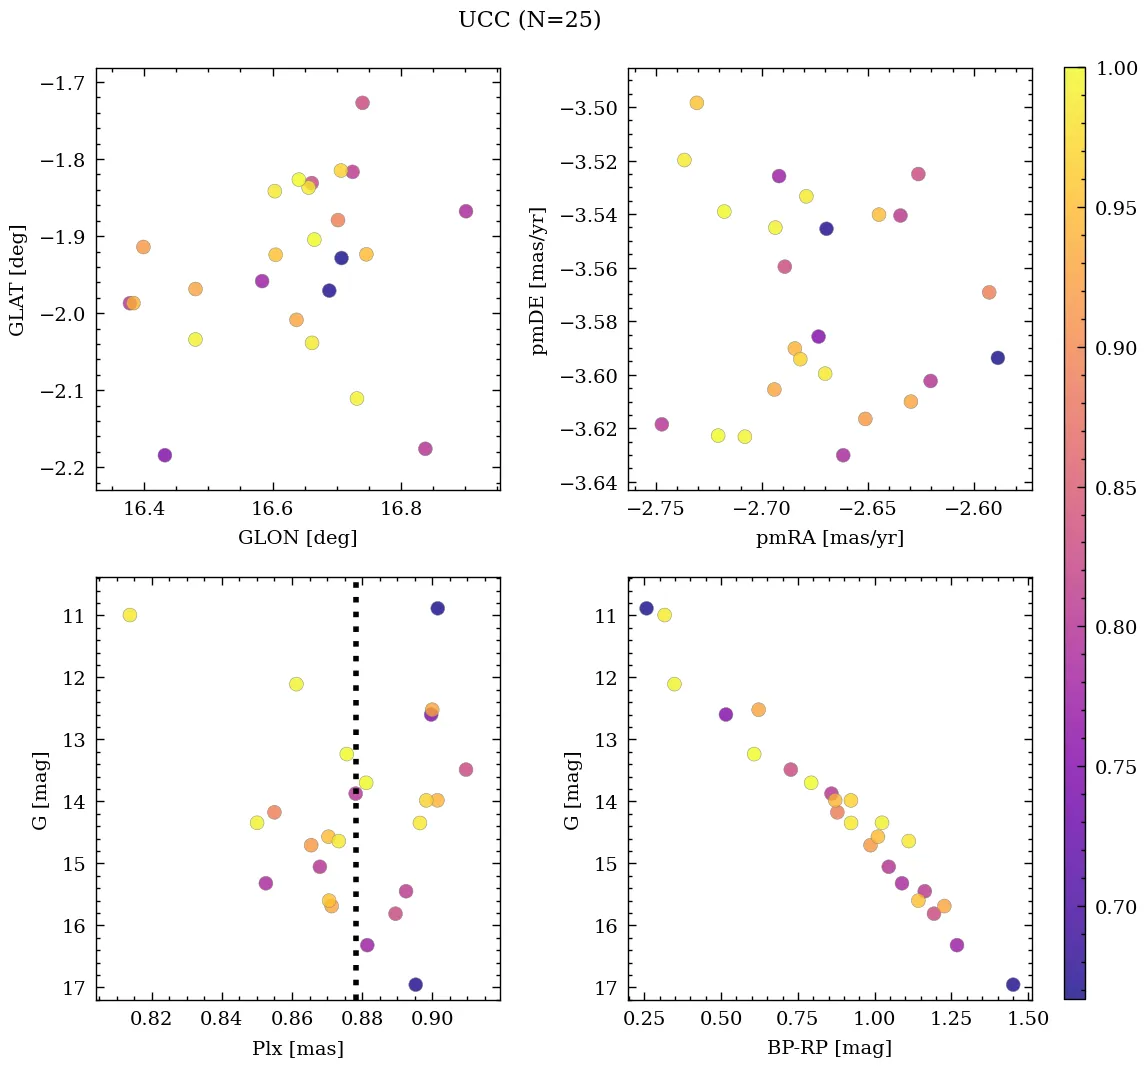 UCC (N=25)
−1.7
−1.8
−1.9
−2.0
−2.1
−2.2
GLAT [deg]
16.4 16.6 16.8
GLON [deg]
−3.50
−3.52
−3.54
−3.56
−3.58
−3.60
−3.62
−3.64
pmDE [mas/yr]
−2.75 −2.70 −2.65 −2.60
pmRA [mas/yr]
11
12
13
14
15
16
17
G [mag]
0.82 0.84 0.86 0.88 0.90
Plx [mas]
11
12
13
14
15
16
17
G [mag]
0.25 0.50 0.75 1.00 1.25 1.50
BP-RP [mag]
1.00
0.95
0.90
0.85
0.80
0.75
0.70